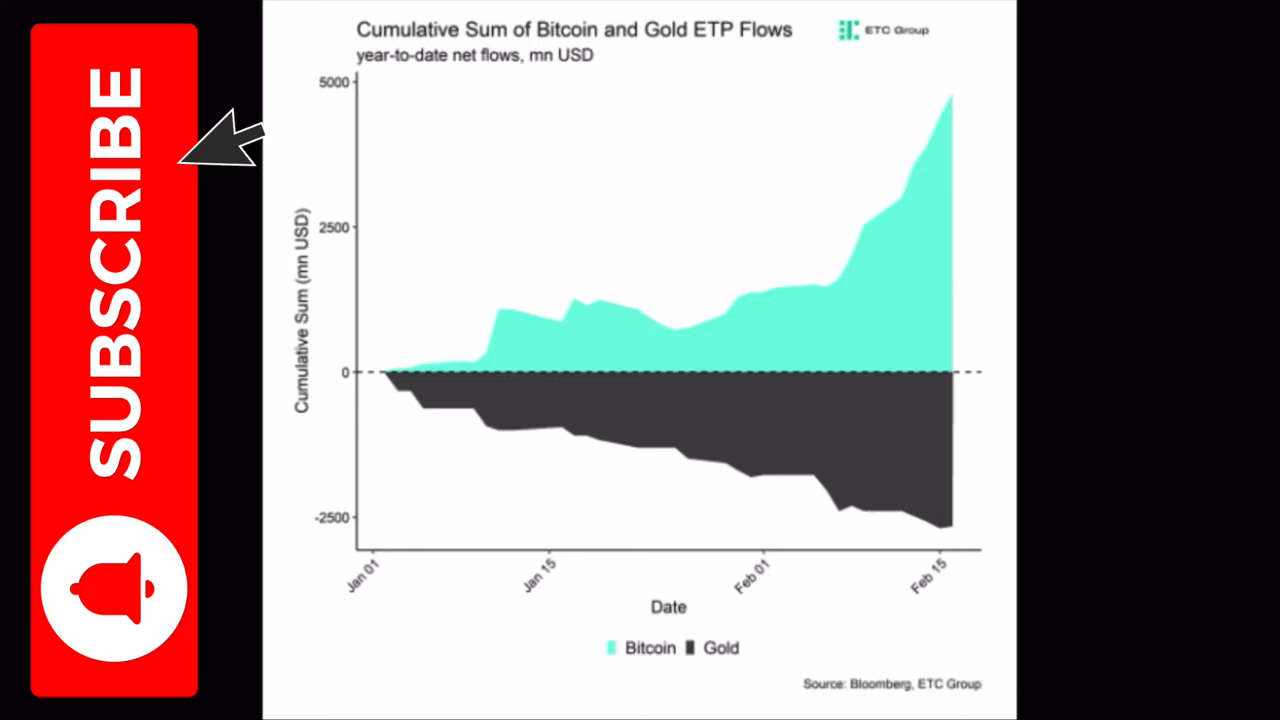 SUBSCRIBE
Cumulative Sum of Bitcoin and Gold ETP Flows
ETC Group
year-to-date net flows, mn USD
Cumulative Sum (mn USD)
5000
2500
0
-2500
Jan 01
Jan 15
Feb 01
Feb 15
Date
Bitcoin
Gold
Source: Bloomberg, ETC Group